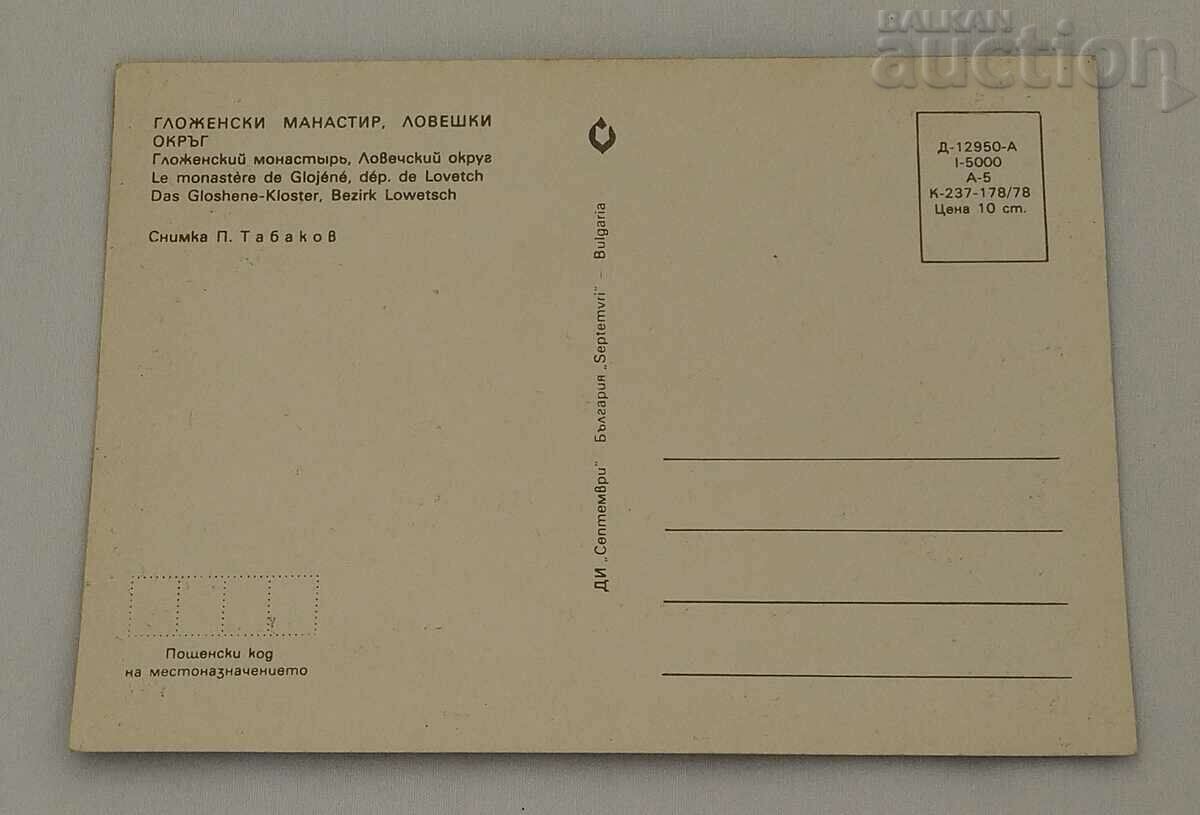 BALKAN
auction
ГЛОЖЕНСКИ МАНАСТИР, ЛОВЕШКИ
ОКРЪГ
Гложенский монастырь, Ловечский округ
Le monastère de Glojéné, dép. de Lovetch
Das Gloshene-Kloster, Bezirk Lowetsch
Снимка П. Табаков
Пощенски код
на местоназначението
ДИ „Септември" България „Septemvri" – Bulgaria
Д-12950-А
I-5000
А-5
К-237-178/78
Цена 10 ст.